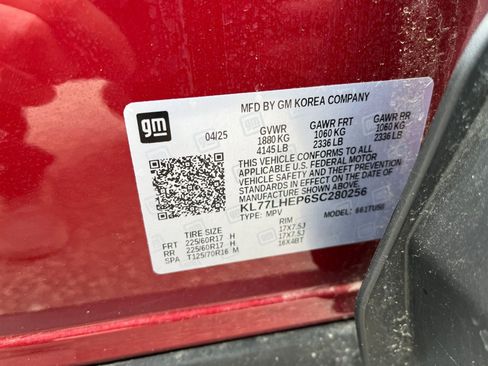 gm
MFD BY GM KOREA COMPANY
04/25 GVWR GAWR FRT GAWR RR
1880 KG 1060 KG 1060 KG
4145 LB 2336 LB 2336 LB
THIS VEHICLE CONFORMS TO ALL
APPLICABLE U.S. FEDERAL MOTOR
VEHICLE SAFETY AND THEFT PREVENTION
STANDARDS IN EFFECT ON THE DATE OF
MANUFACTURE SHOWN ABOVE.
KL77LHEP6SC280256
TYPE: MPV MODEL:
TIRE SIZE RIM
FRT 225/60R17 H 17X7.5J
RR 225/60R17 H 17X7.5J
SPA T125/70R16 M 16X4BT